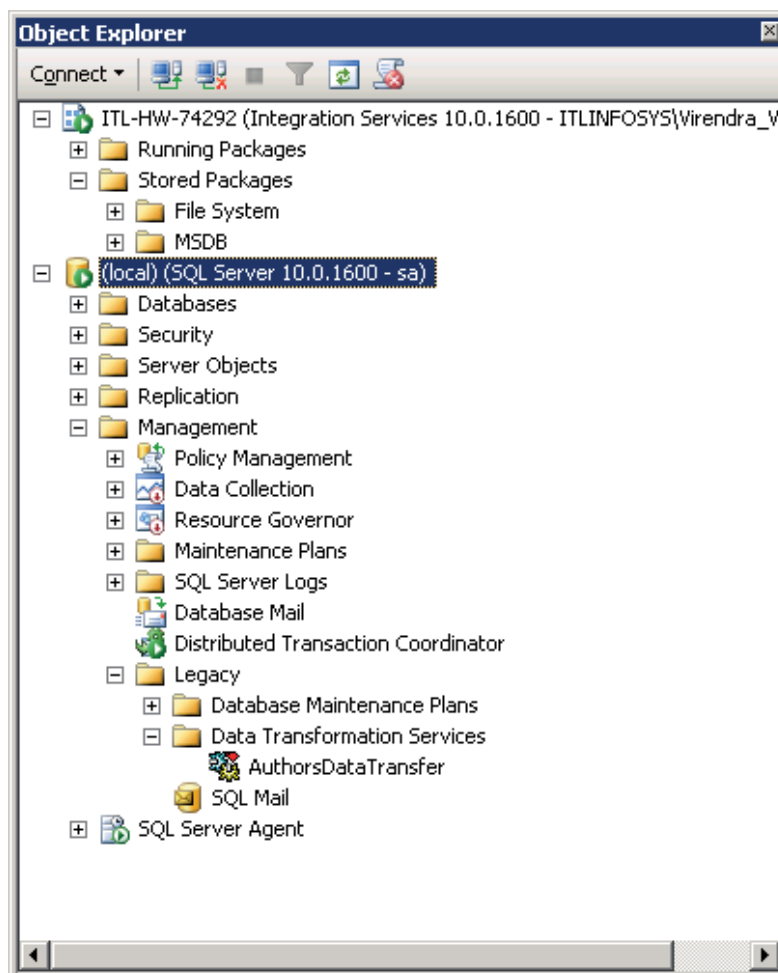 Object Explorer
Connect
ITL-HW-74292 (Integration Services 10.0.1600 - ITLINFOSYS\Virendra_V
Running Packages
Stored Packages
File System
MSDB
(local) (SQL Server 10.0.1600 - sa)
Databases
Security
Server Objects
Replication
Management
Policy Management
Data Collection
Resource Governor
Maintenance Plans
SQL Server Logs
Database Mail
Distributed Transaction Coordinator
Legacy
Database Maintenance Plans
Data Transformation Services
AuthorsDataTransfer
SQL Mail
SQL Server Agent